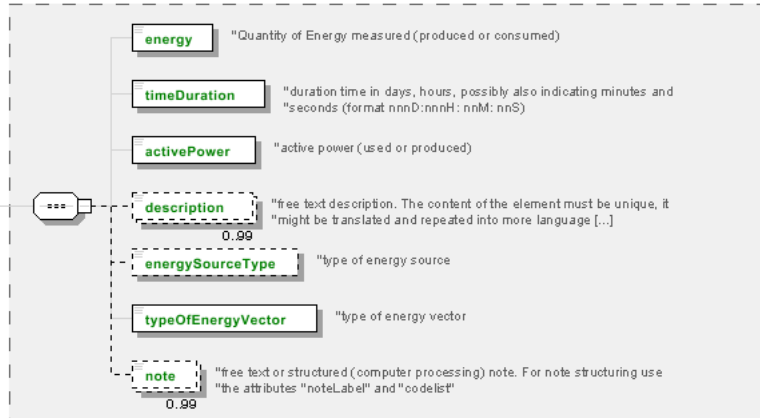 energy
"Quantity of Energy measured (produced or consumed)
timeDuration
"duration time in days, hours, possibly also indicating minutes and
"seconds (format nnnD:nnnH: nnM: nnS)
activePower
"active power (used or produced)
description
"free text description. The content of the element must be unique, it
"might be translated and repeated into more language [...]
0..99
energySourceType
"type of energy source
typeOfEnergyVector
"type of energy vector
note
"free text or structured (computer processing) note. For note structuring use
"the attributes "noteLabel" and "codelist"
0..99